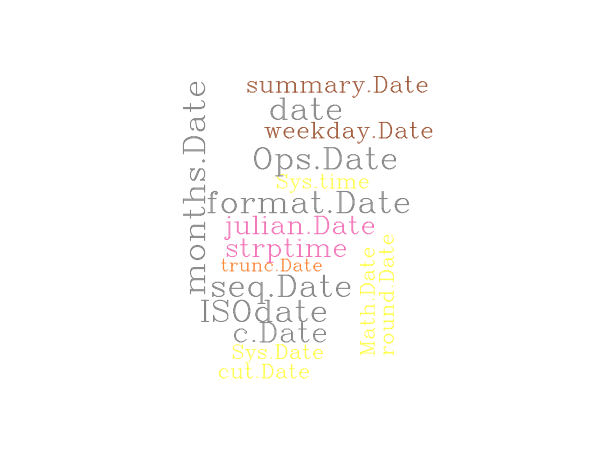 summary.Date
date
weekday.Date
Ops.Date
Sys.time
format.Date
julian.Date
strptime
trunc.Date
seq.Date
ISOdate
c.Date
Sys.Date
cut.Date
months.Date
Math.Date
round.Date